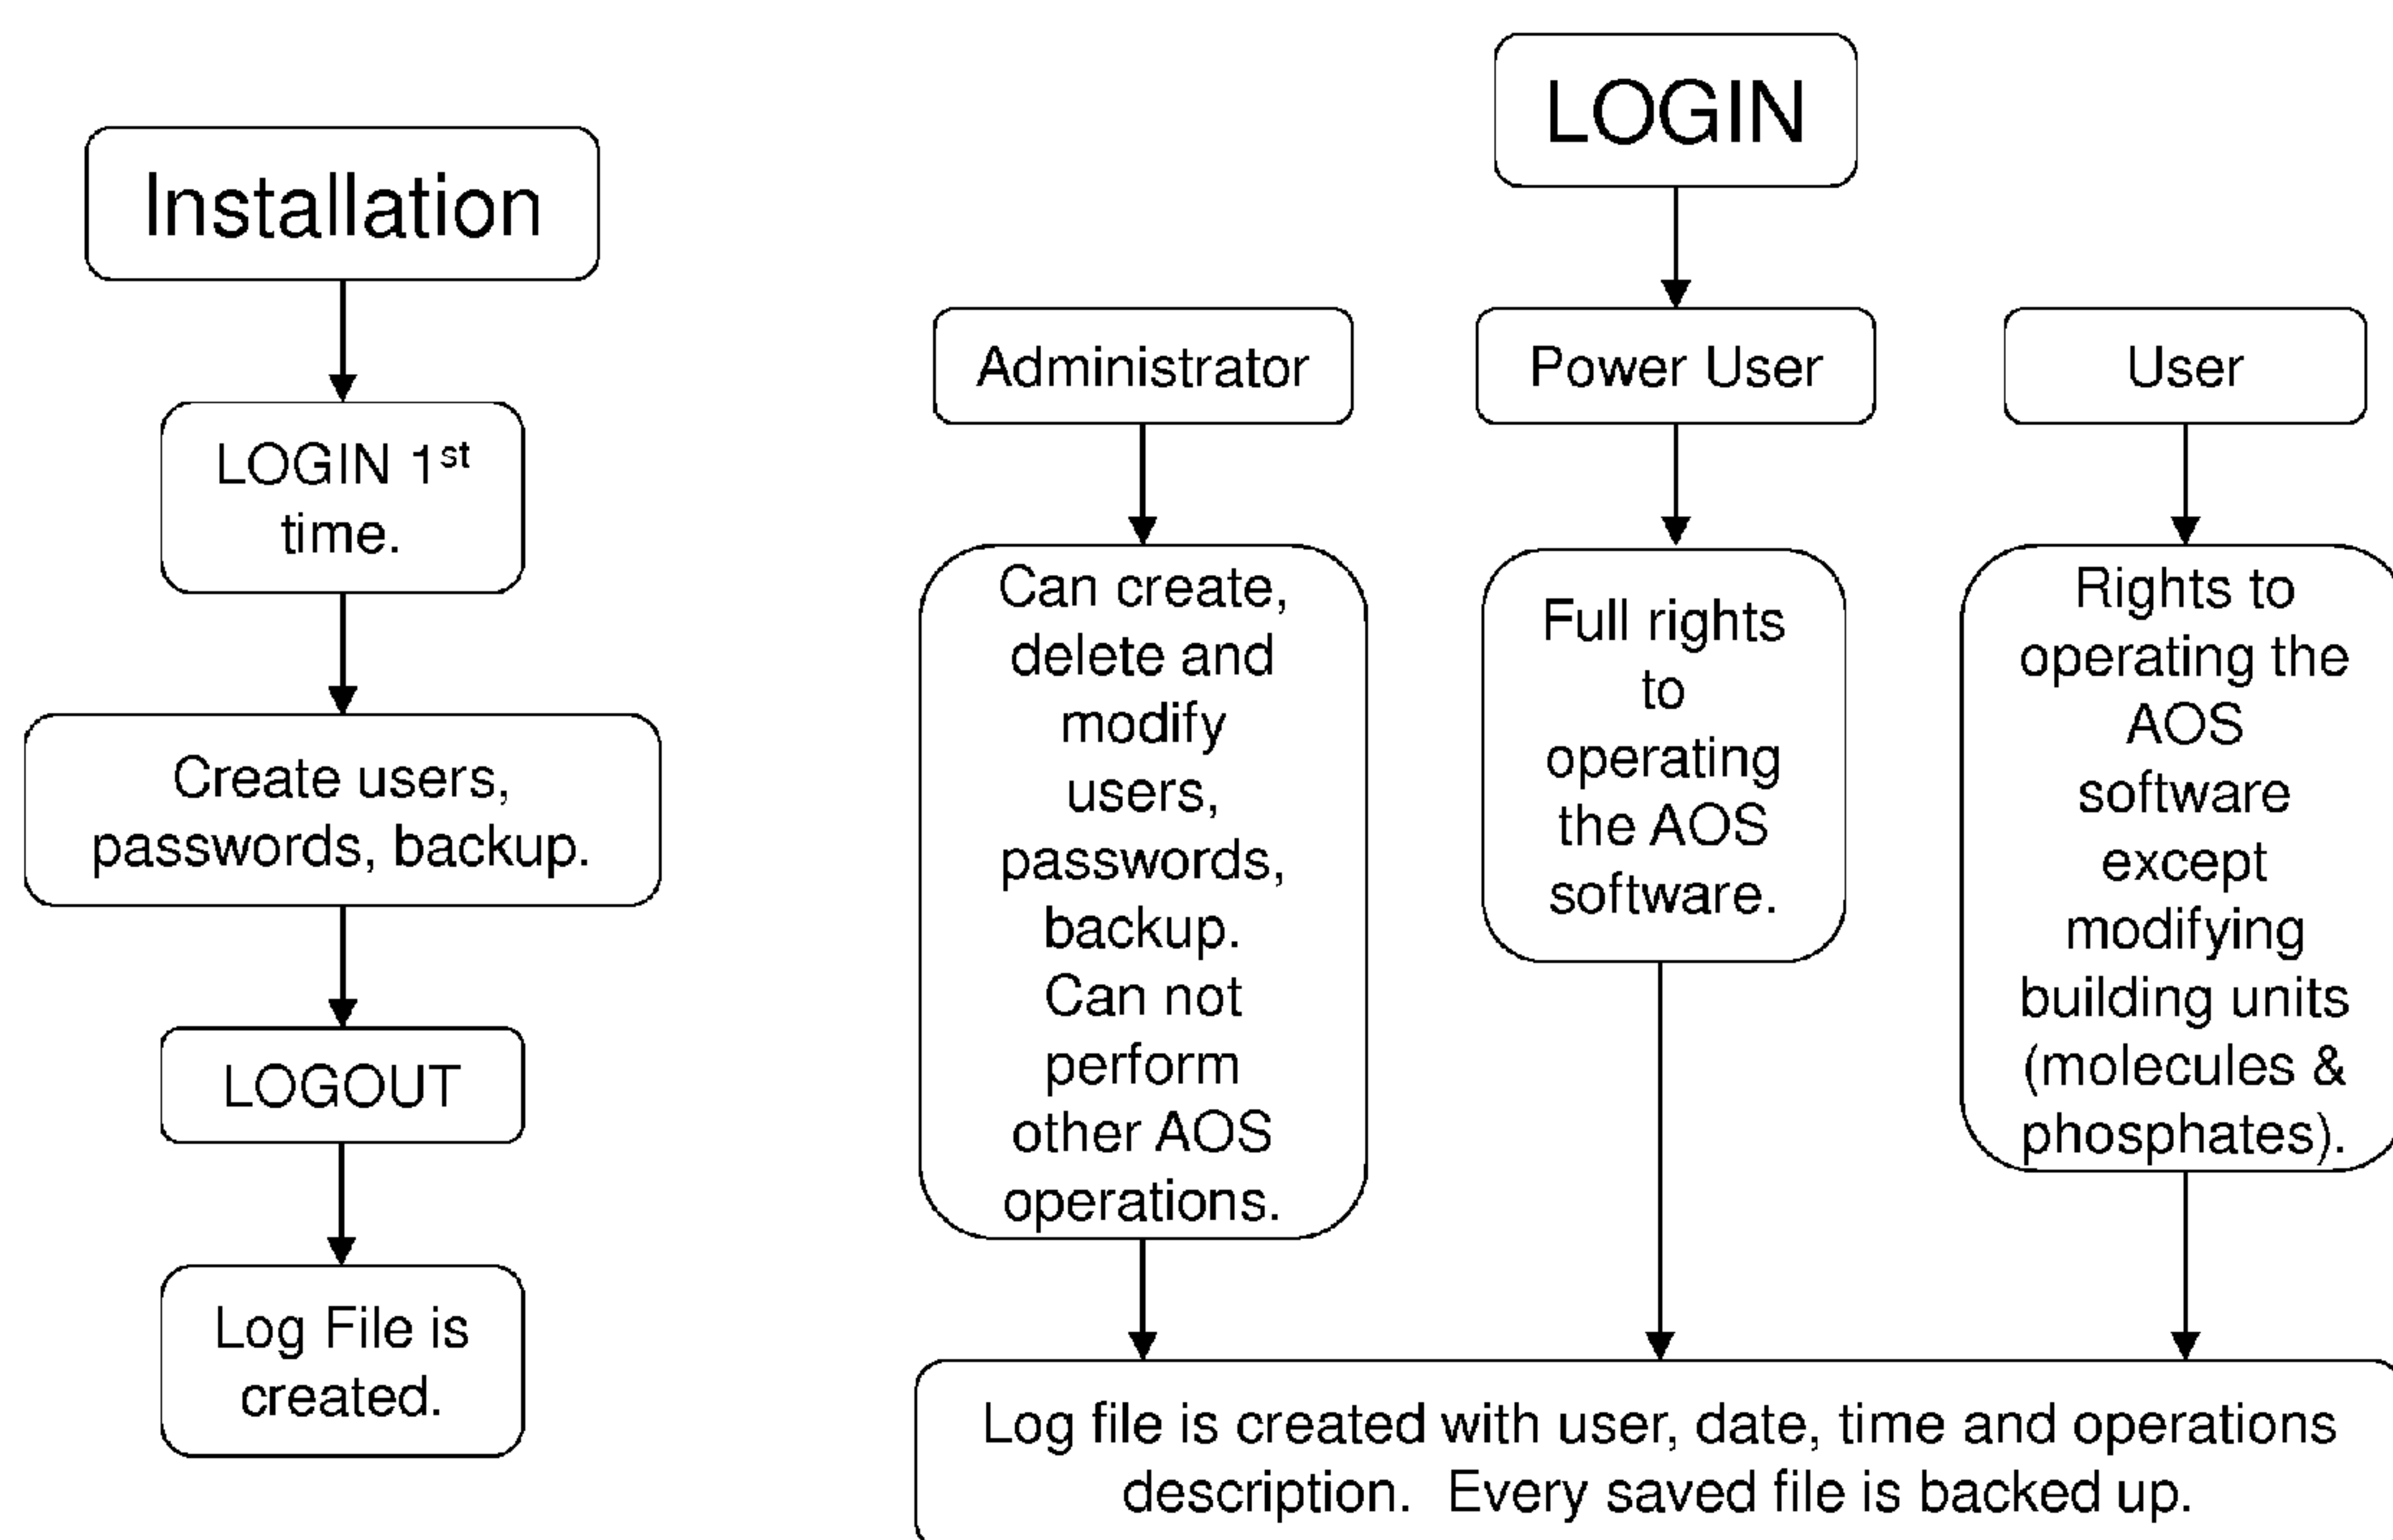 Installation
LOGIN 1st
time.
Create users,
passwords, backup.
LOGOUT
Log File is
created.
LOGIN
Administrator
Power User
User
Can create,
delete and
modify
users,
passwords,
backup.
Can not
perform
other AOS
operations.
Full rights
to
operating
the AOS
software.
Rights to
operating the
AOS
software
except
modifying
building units
(molecules &
phosphates).
Log file is created with user, date, time and operations
description. Every saved file is backed up.